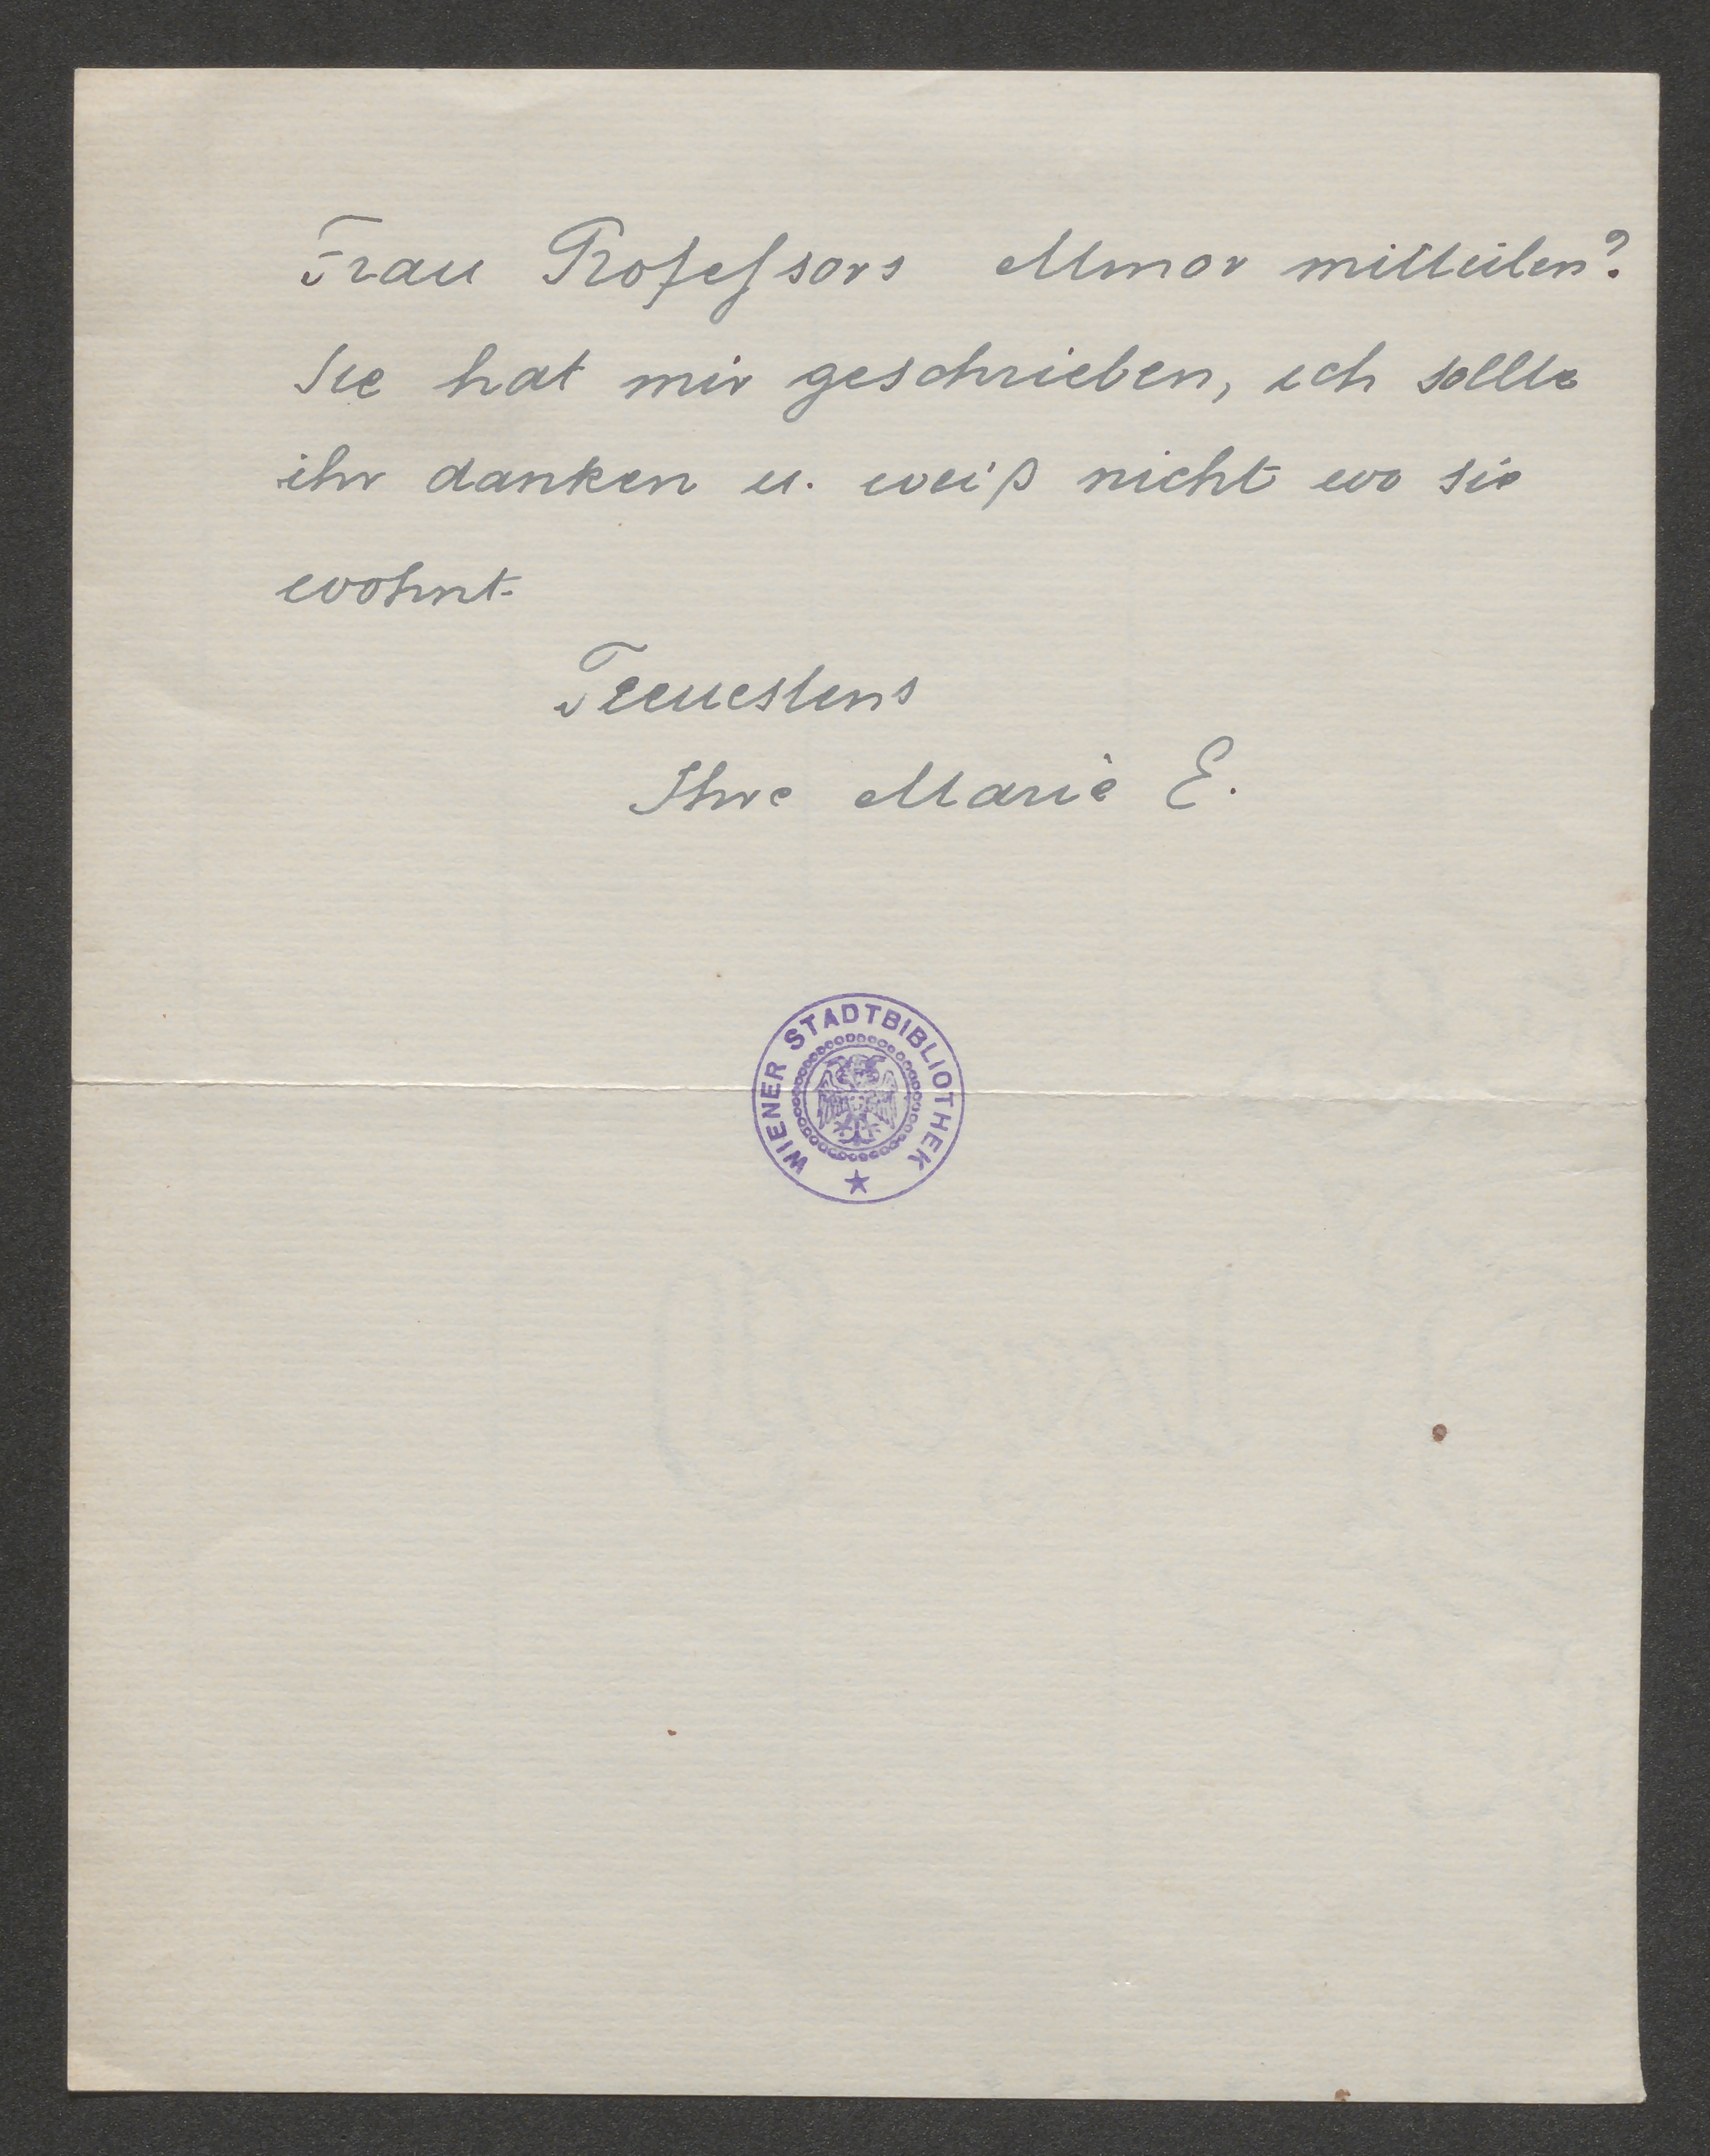 Frau Professors Minor mitteilen?
Sie hat mir geschrieben, ich sollte
ihr danken u. weiß nicht wo sie
wohnt.
Treuestens
Ihre Marie E.
WIENER STADTBIBLIOTHEK